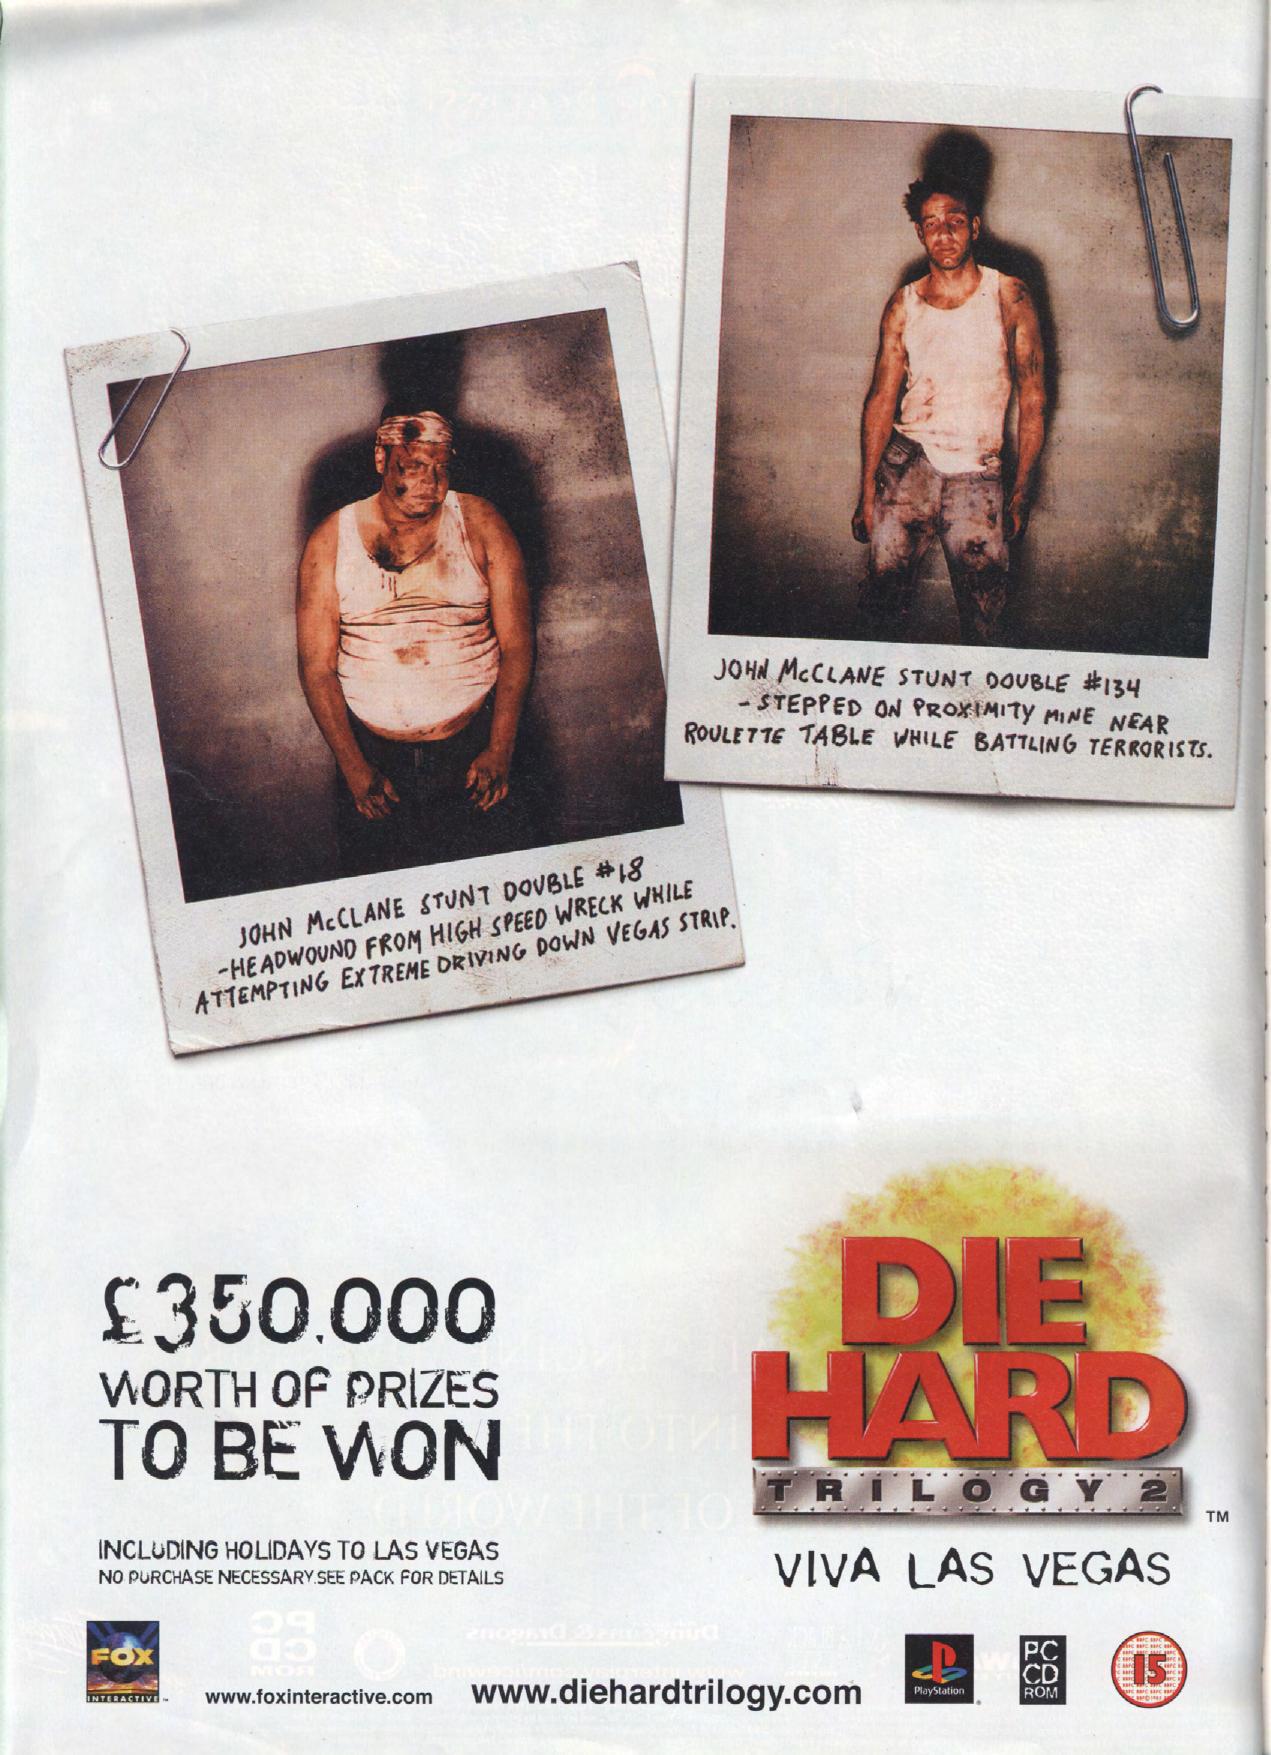 JOHN McCLANE STUNT DOUBLE #134
- STEPPED ON PROXIMITY MINE NEAR
ROULETTE TABLE WHILE BATTLING TERRORISTS.
JOHN McCLANE STUNT DOUBLE #18
-HEADWOUND FROM HIGH SPEED WRECK WHILE
ATTEMPTING EXTREME DRIVING DOWN VEGAS STRIP.
£350.000
WORTH OF PRIZES
TO BE WON
INCLUDING HOLIDAYS TO LAS VEGAS
NO PURCHASE NECESSARY.SEE PACK FOR DETAILS
DIE
HARD
TRILOGY 2
TM
VIVA LAS VEGAS
FOX
INTERACTIVE
www.foxinteractive.com
www.diehardtrilogy.com
PlayStation
PC
CD
ROM
15